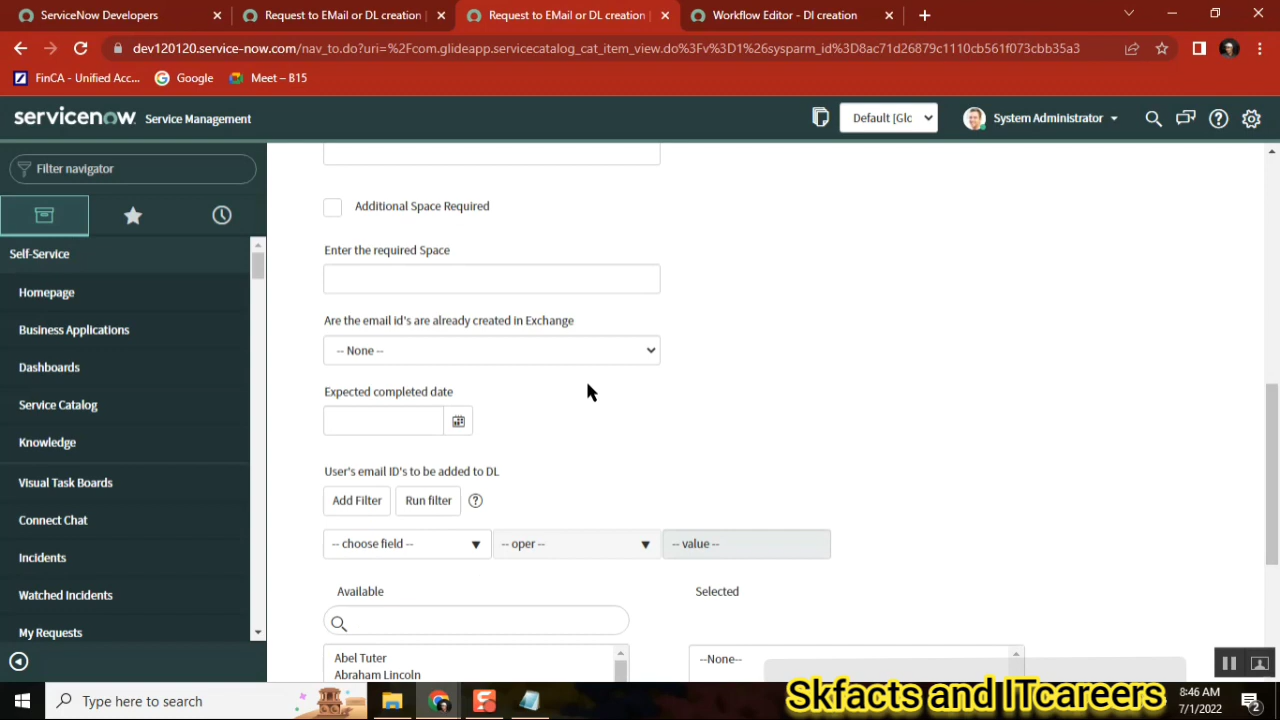 ServiceNow Developers
Request to EMail or DL creation
Request to EMail or DL creation
Workflow Editor - Dl creation
dev120120.service-now.com/nav_to.do?uri=%2Fcom.glideapp.servicecatalog_cat_item_view.do%3Fv%3D1%26sysparm_id%3D8ac71d26879c1110cb561f073cbb35a3
FinCA - Unified Acc...
Google
Meet – B15
servicenow
Service Management
Default [Glc
System Administrator
Filter navigator
Self-Service
Homepage
Business Applications
Dashboards
Service Catalog
Knowledge
Visual Task Boards
Connect Chat
Incidents
Watched Incidents
My Requests
Additional Space Required
Enter the required Space
Are the email id's are already created in Exchange
-- None --
Expected completed date
User's email ID's to be added to DL
Add Filter
Run filter
-- choose field --
-- oper --
-- value --
Available
Selected
Abel Tuter
Abraham Lincoln
--None--
Skfacts and ITcareers
Type here to search
8:46 AM
7/1/2022
2